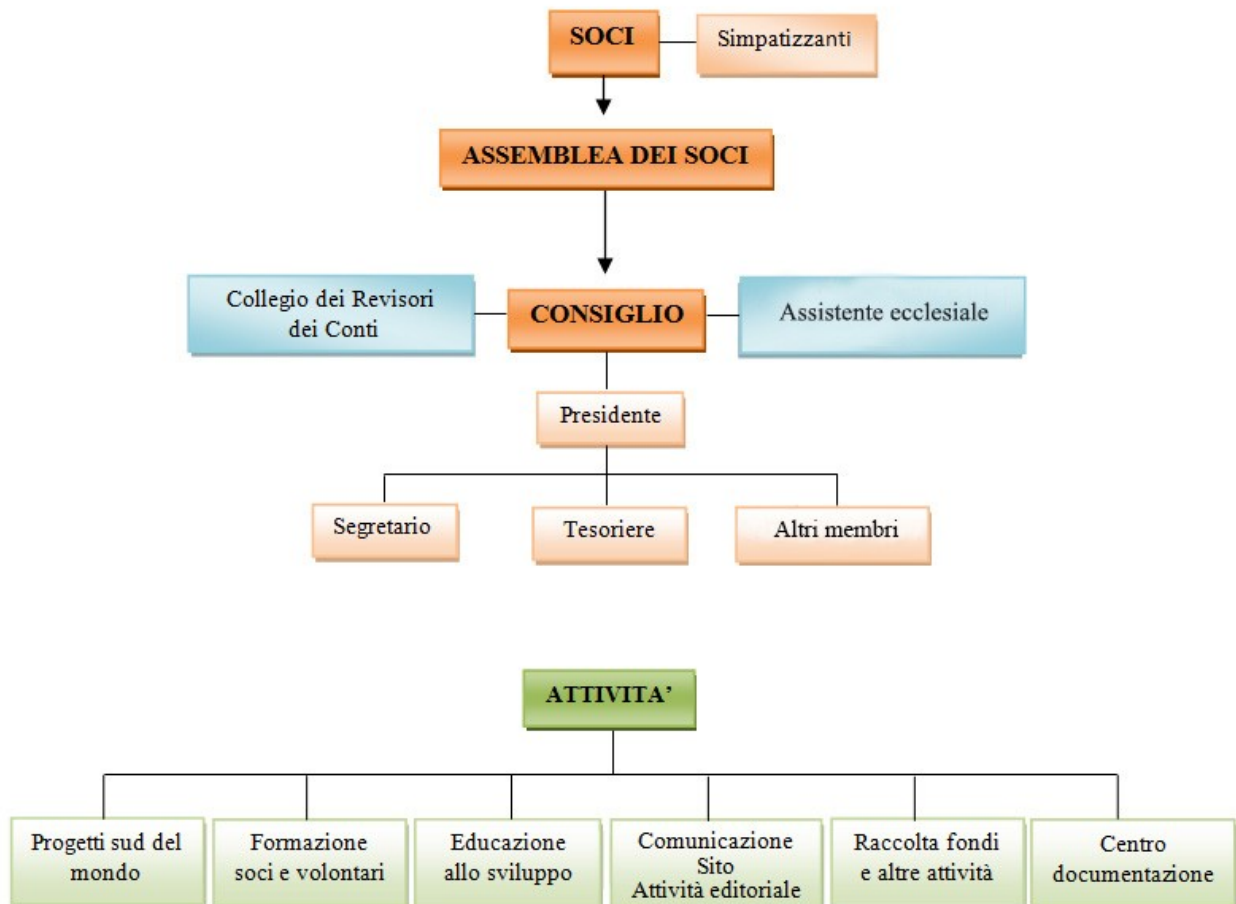 SOCI
Simpatizzanti
ASSEMBLEA DEI SOCI
Collegio dei Revisori
dei Conti
CONSIGLIO
Assistente ecclesiale
Presidente
Segretario
Tesoriere
Altri membri
ATTIVITA’
Progetti sud del
mondo
Formazione
soci e volontari
Educazione
allo sviluppo
Comunicazione
Sito
Attività editoriale
Raccolta fondi
e altre attività
Centro
documentazione